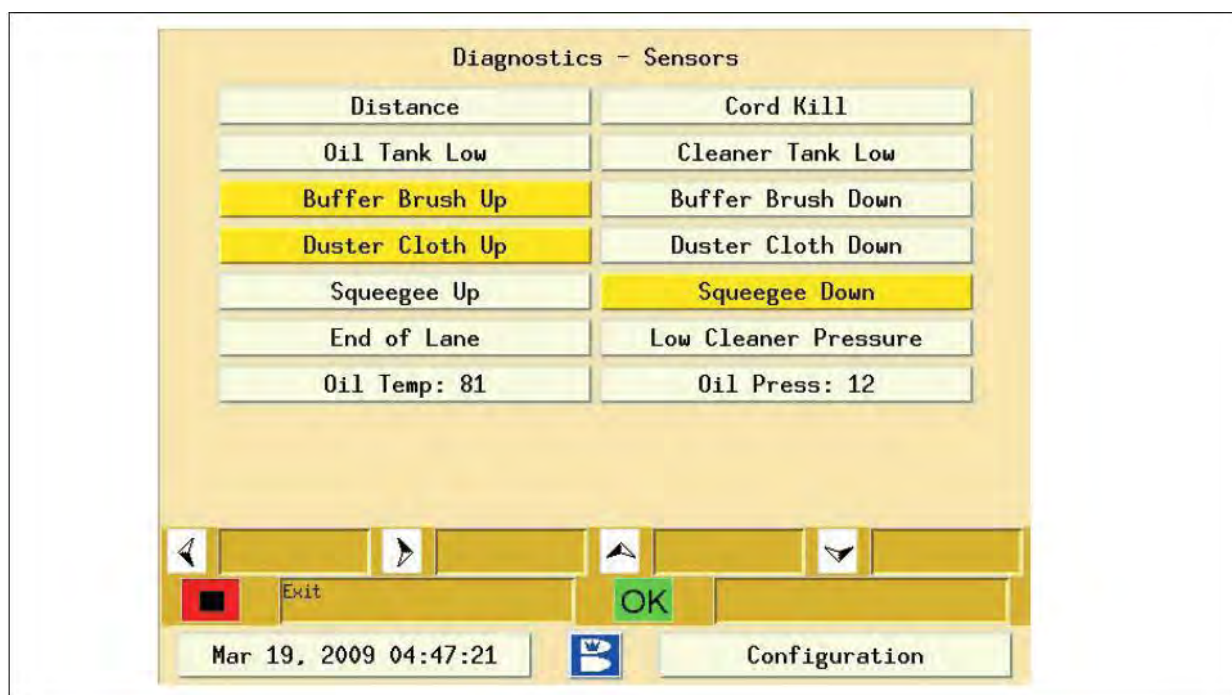 Diagnostics - Sensors
Distance
Cord Kill
Oil Tank Low
Cleaner Tank Low
Buffer Brush Up
Buffer Brush Down
Duster Cloth Up
Duster Cloth Down
Squeegee Up
Squeegee Down
End of Lane
Low Cleaner Pressure
Oil Temp: 81
Oil Press: 12
Exit
OK
Mar 19, 2009 04:47:21
B
Configuration